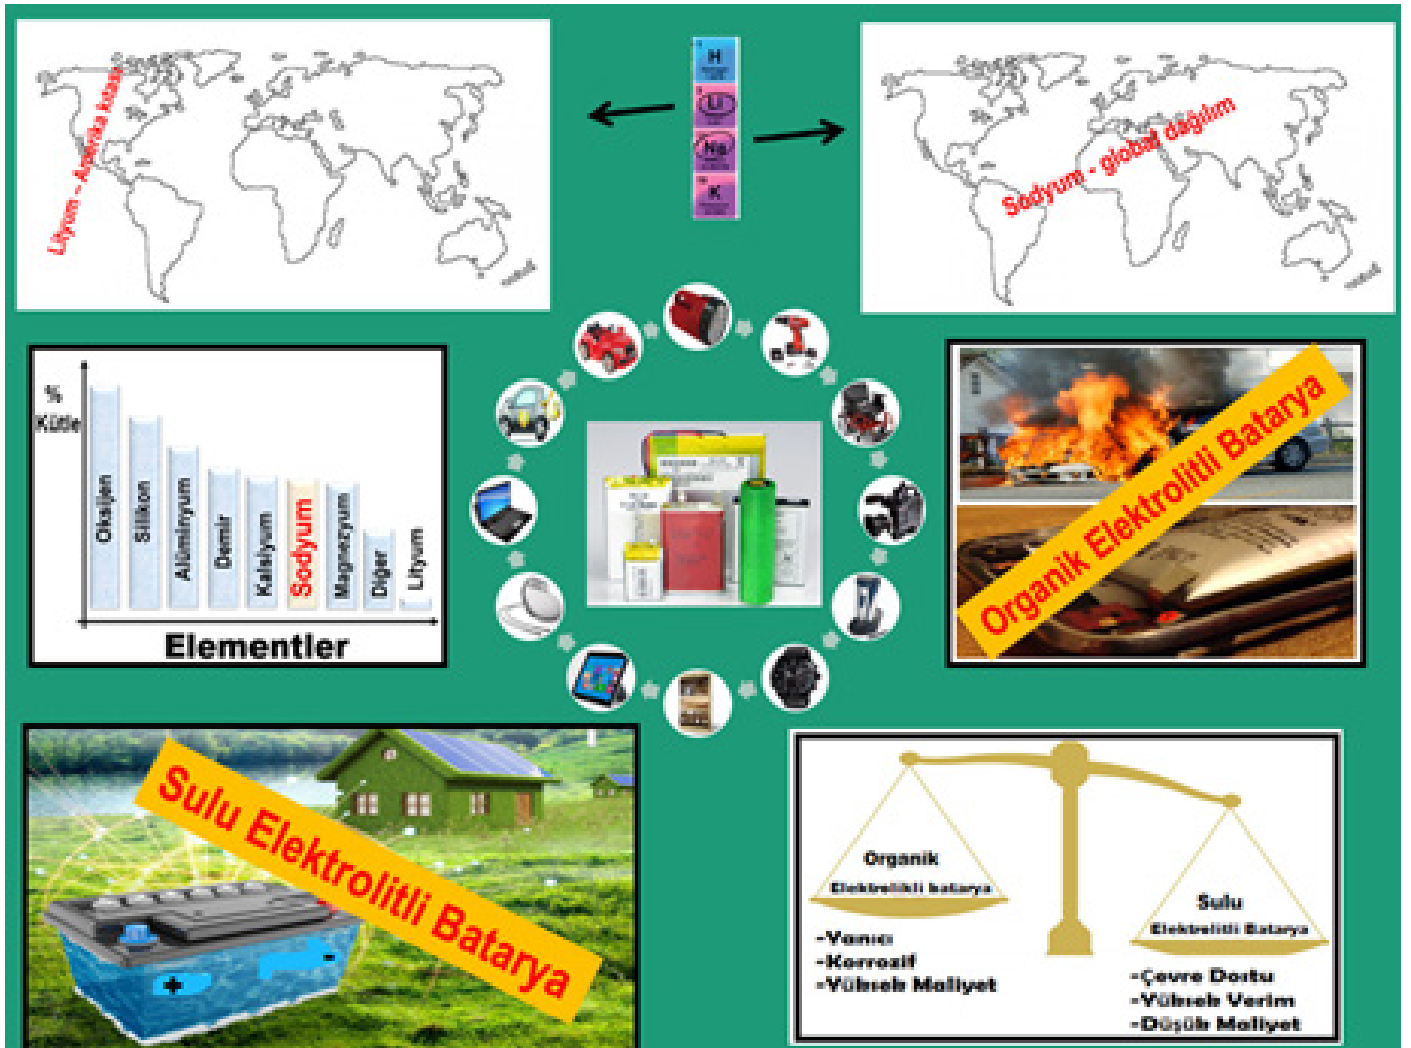 Lityum – Amerika kıtası
H
Li
Na
K
Sodyum - global dağılım
%
Kütle
Oksijen
Silikon
Alüminyum
Demir
Kalsiyum
Sodyum
Magnezyum
Diğer
Lityum
Elementler
Organik Elektrolitli Batarya
Sulu Elektrolitli Batarya
+
-
Organik
Elektrolikli batarya
-Yanıcı
-Korrozif
-Yüksek Maliyet
Sulu
Elektrolitli Batarya
-Çevre Dostu
-Yüksek Verim
-Düşük Maliyet